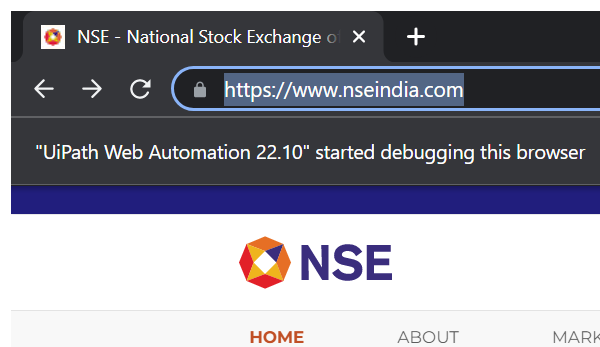 NSE - National Stock Exchange of
https://www.nseindia.com
"UiPath Web Automation 22.10" started debugging this browser
NSE
HOME ABOUT MARK